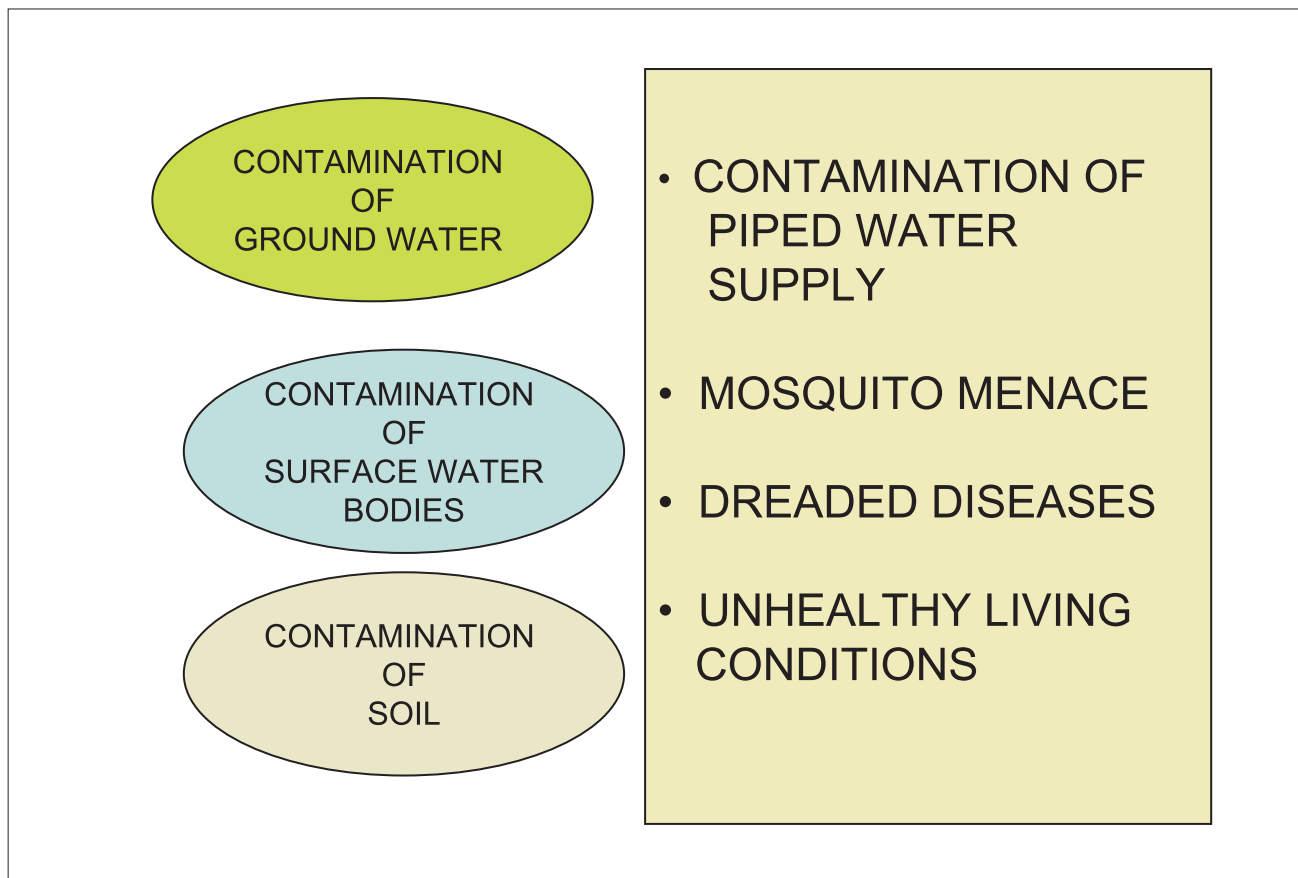 CONTAMINATION
OF
GROUND WATER
CONTAMINATION
OF
SURFACE WATER
BODIES
CONTAMINATION
OF
SOIL
• CONTAMINATION OF
PIPED WATER
SUPPLY
• MOSQUITO MENACE
• DREADED DISEASES
• UNHEALTHY LIVING
CONDITIONS